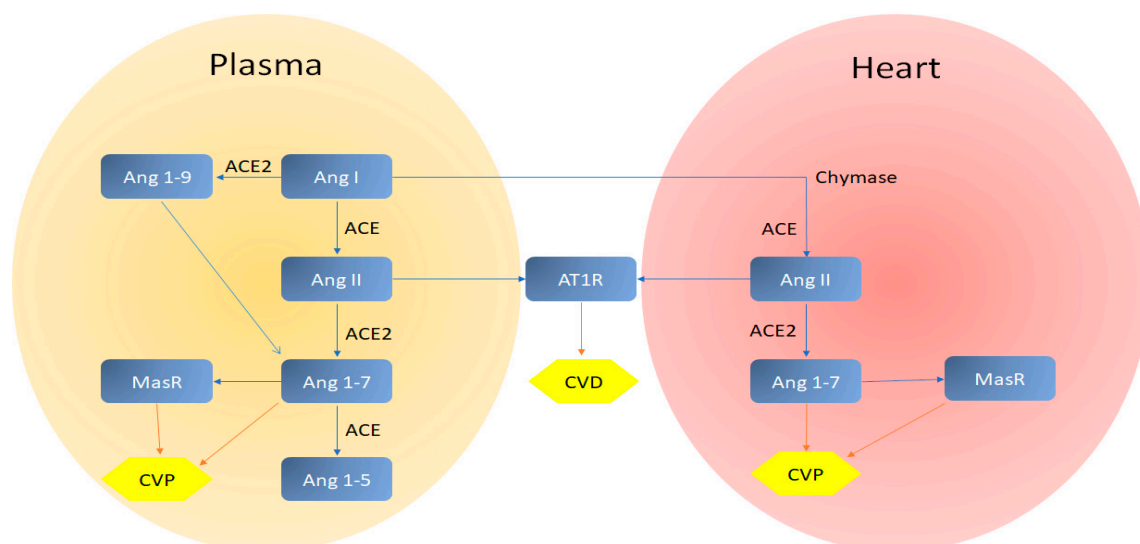 Plasma
Heart
Ang 1-9
ACE2
Ang I
Chymase
ACE
ACE
Ang II
AT1R
Ang II
ACE2
ACE2
MasR
Ang 1-7
CVD
Ang 1-7
MasR
ACE
CVP
Ang 1-5
CVP